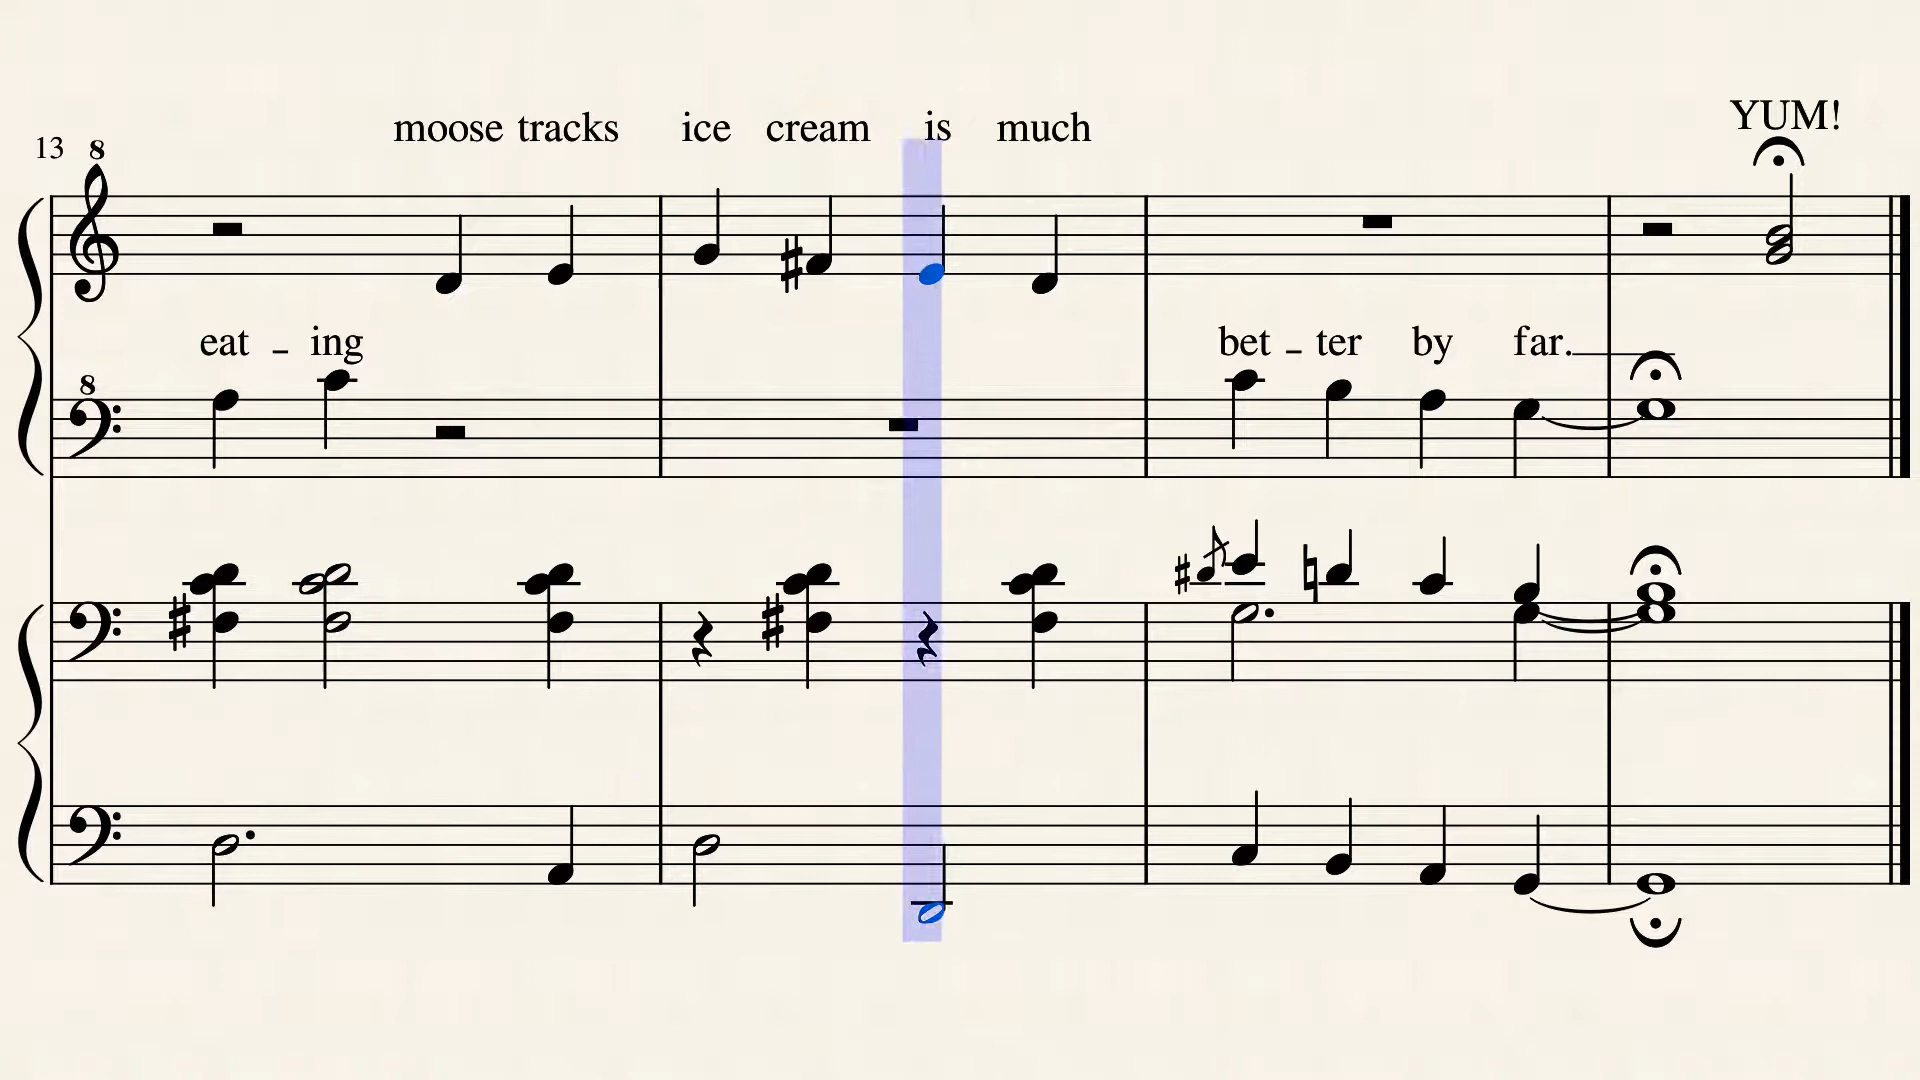 YUM!
moose tracks ice cream is much
13
8
eat - ing bet - ter by far.
8